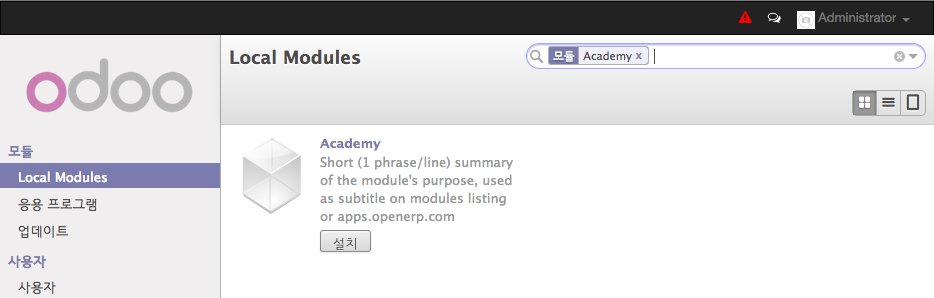 Administrator
odoo
Local Modules
모듈 Academy x
모듈
Local Modules
응용 프로그램
업데이트
사용자
사용자
Academy
Short (1 phrase/line) summary
of the module's purpose, used
as subtitle on modules listing
or apps.openerp.com
설치